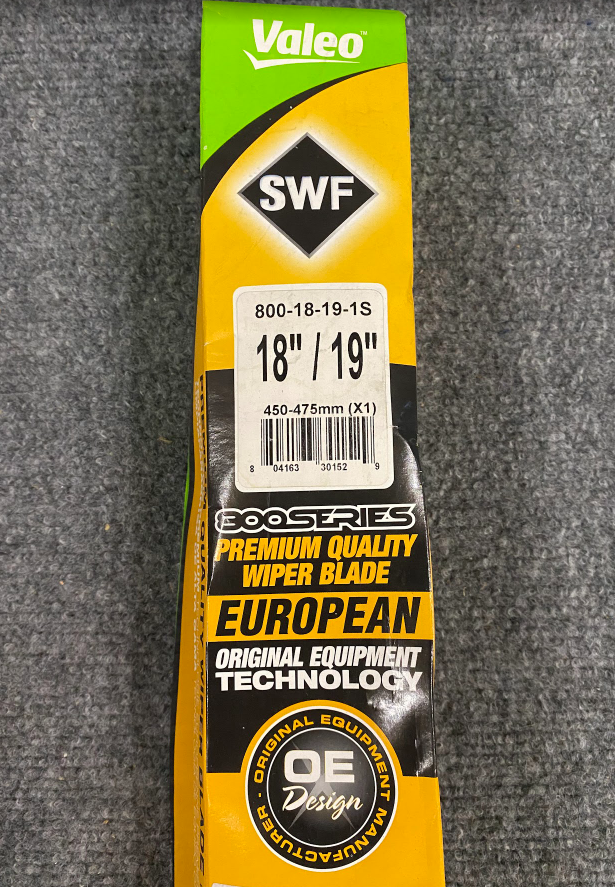 Valeo™
SWF
800-18-19-1S
18" / 19"
450-475mm (X1)
8 04163 30152 9
800SERIES
PREMIUM QUALITY
WIPER BLADE
EUROPEAN
ORIGINAL EQUIPMENT
TECHNOLOGY
ORIGINAL EQUIPMENT MANUFACTURER -
OE
Design